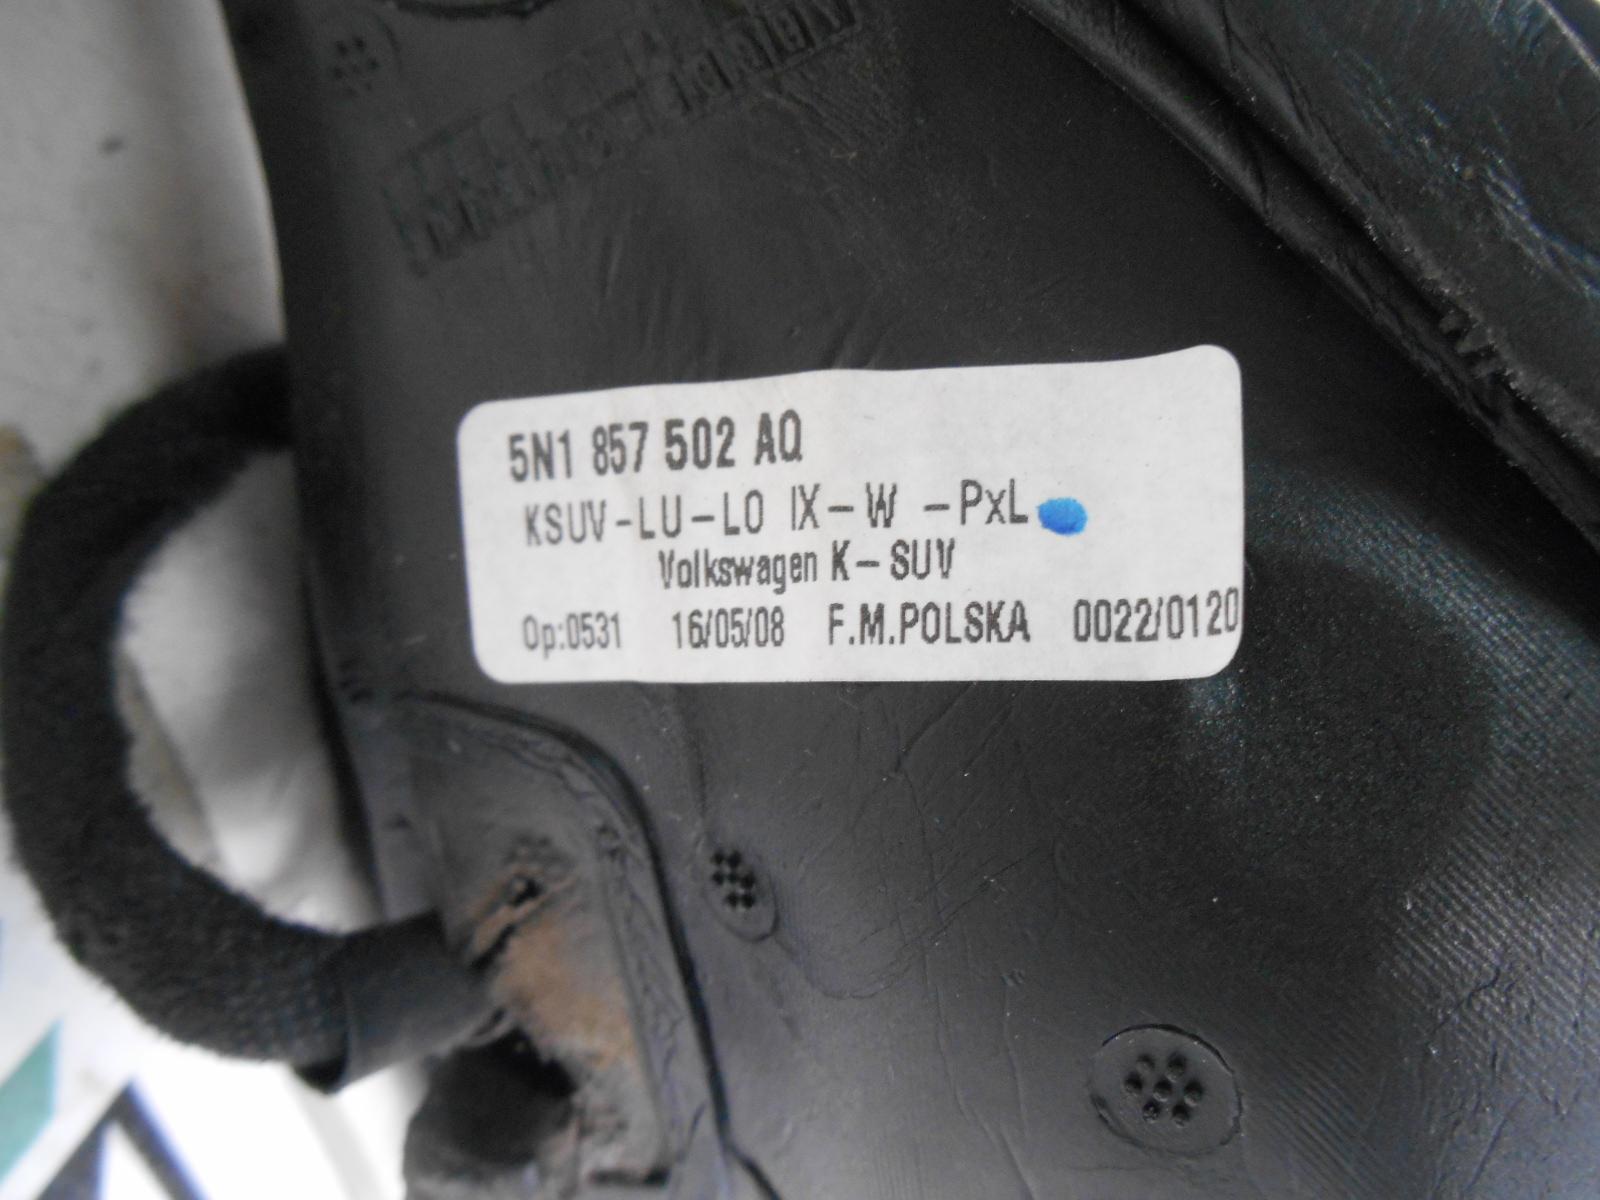 5N1 857 502 AQ
KSUV-LU-LO IX-W -PxL
Volkswagen K-SUV
Op:0531 16/05/08 F.M.POLSKA 0022/0120